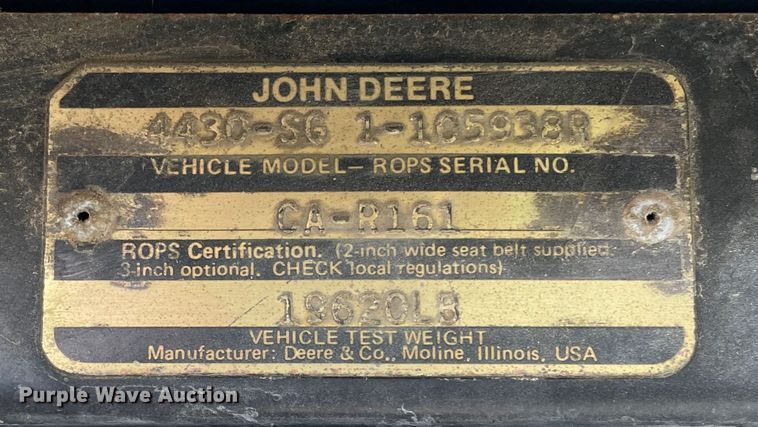 JOHN DEERE
4430-SG 1-105938R
VEHICLE MODEL— ROPS SERIAL NO.
CA-R161
ROPS Certification. (2-inch wide seat belt supplied;
3-inch optional. CHECK local regulations)
19620LB
VEHICLE TEST WEIGHT
Manufacturer: Deere & Co., Moline, Illinois, USA
Purple Wave Auction